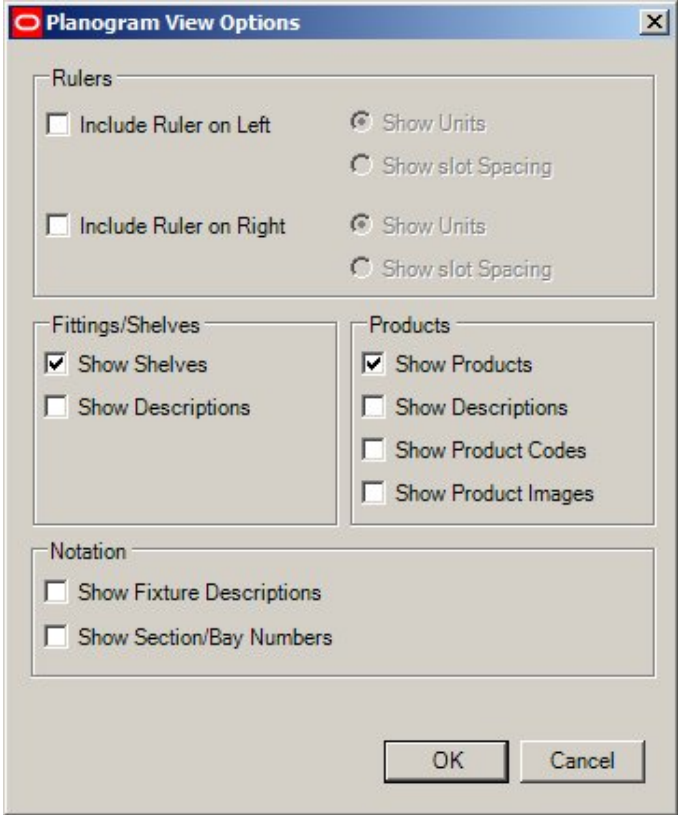 Planogram View Options
Rulers
Include Ruler on Left
Show Units
Show slot Spacing
Include Ruler on Right
Show Units
Show slot Spacing
Fittings/Shelves
Show Shelves
Show Descriptions
Products
Show Products
Show Descriptions
Show Product Codes
Show Product Images
Notation
Show Fixture Descriptions
Show Section/Bay Numbers
OK
Cancel